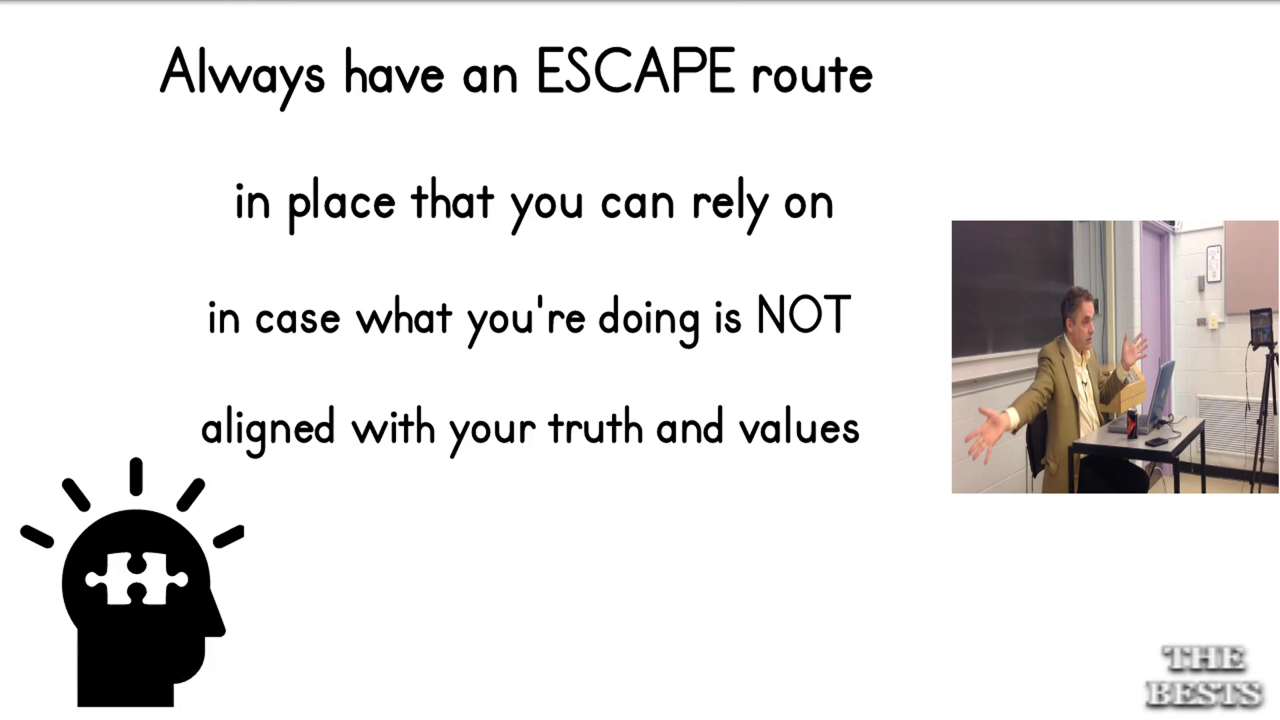 Always have an ESCAPE route
in place that you can rely on
in case what you're doing is NOT
aligned with your truth and values
THE
BESTS